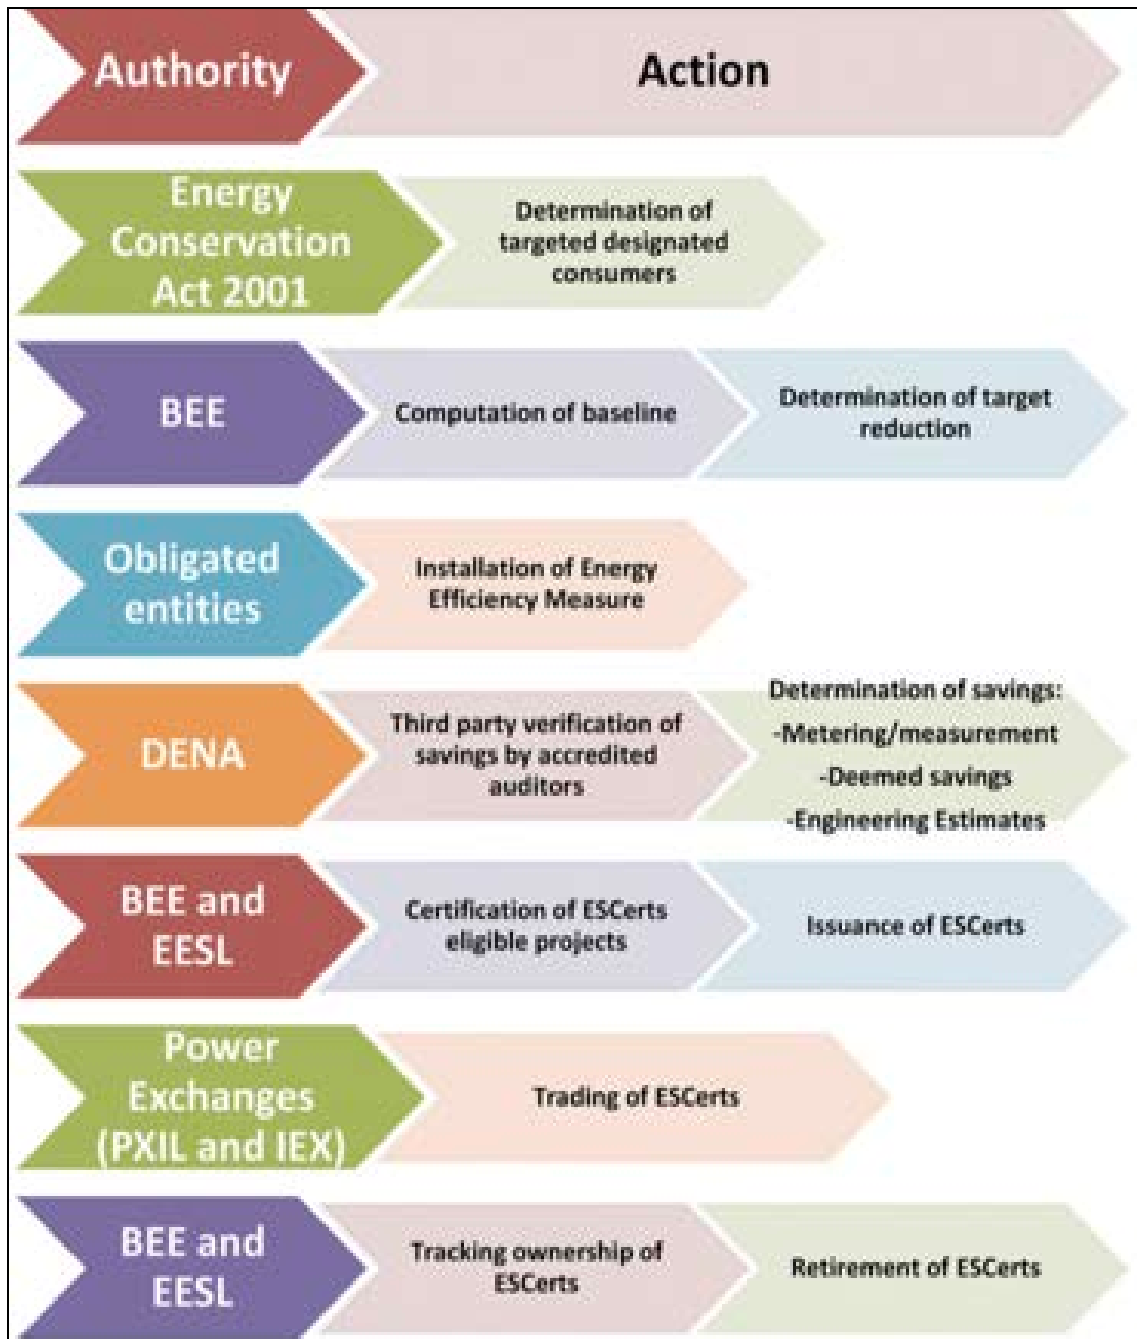 Authority
Action
Energy
Conservation
Act 2001
Determination of
targeted designated
consumers
BEE
Computation of baseline
Determination of target
reduction
Obligated
entities
Installation of Energy
Efficiency Measure
DENA
Third party verification of
savings by accredited
auditors
Determination of savings:
-Metering/measurement
-Deemed savings
-Engineering Estimates
BEE and
EESL
Certification of ESCerts
eligible projects
Issuance of ESCerts
Power
Exchanges
(PXIL and IEX)
Trading of ESCerts
BEE and
EESL
Tracking ownership of
ESCerts
Retirement of ESCerts